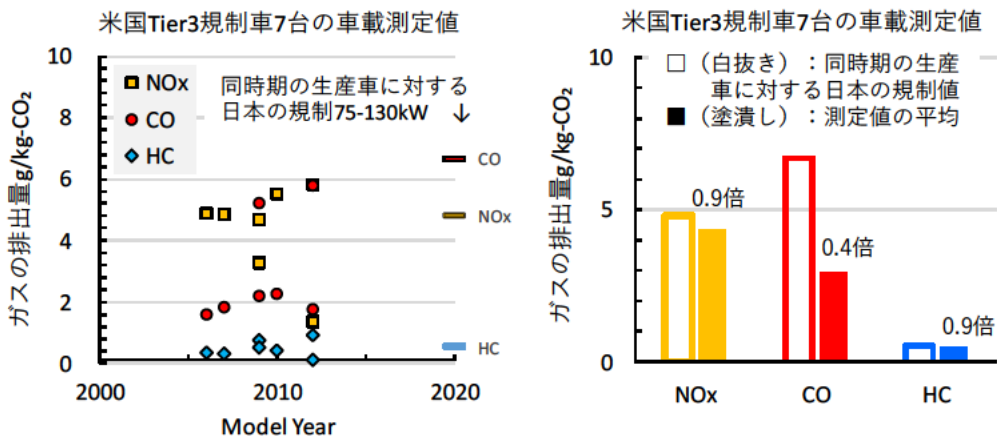 米国Tier3規制車7台の車載測定値
ガスの排出量g/kg-CO₂
10
8
6
4
2
0
NOx
CO
HC
同時期の生産車に対する
日本の規制75-130kW ↓
CO
NOx
HC
2000
2010
2020
Model Year
米国Tier3規制車7台の車載測定値
ガスの排出量g/kg-CO₂
10
5
0
□（白抜き）：同時期の生産
車に対する日本の規制値
■（塗潰し）：測定値の平均
0.9倍
0.4倍
0.9倍
NOx
CO
HC